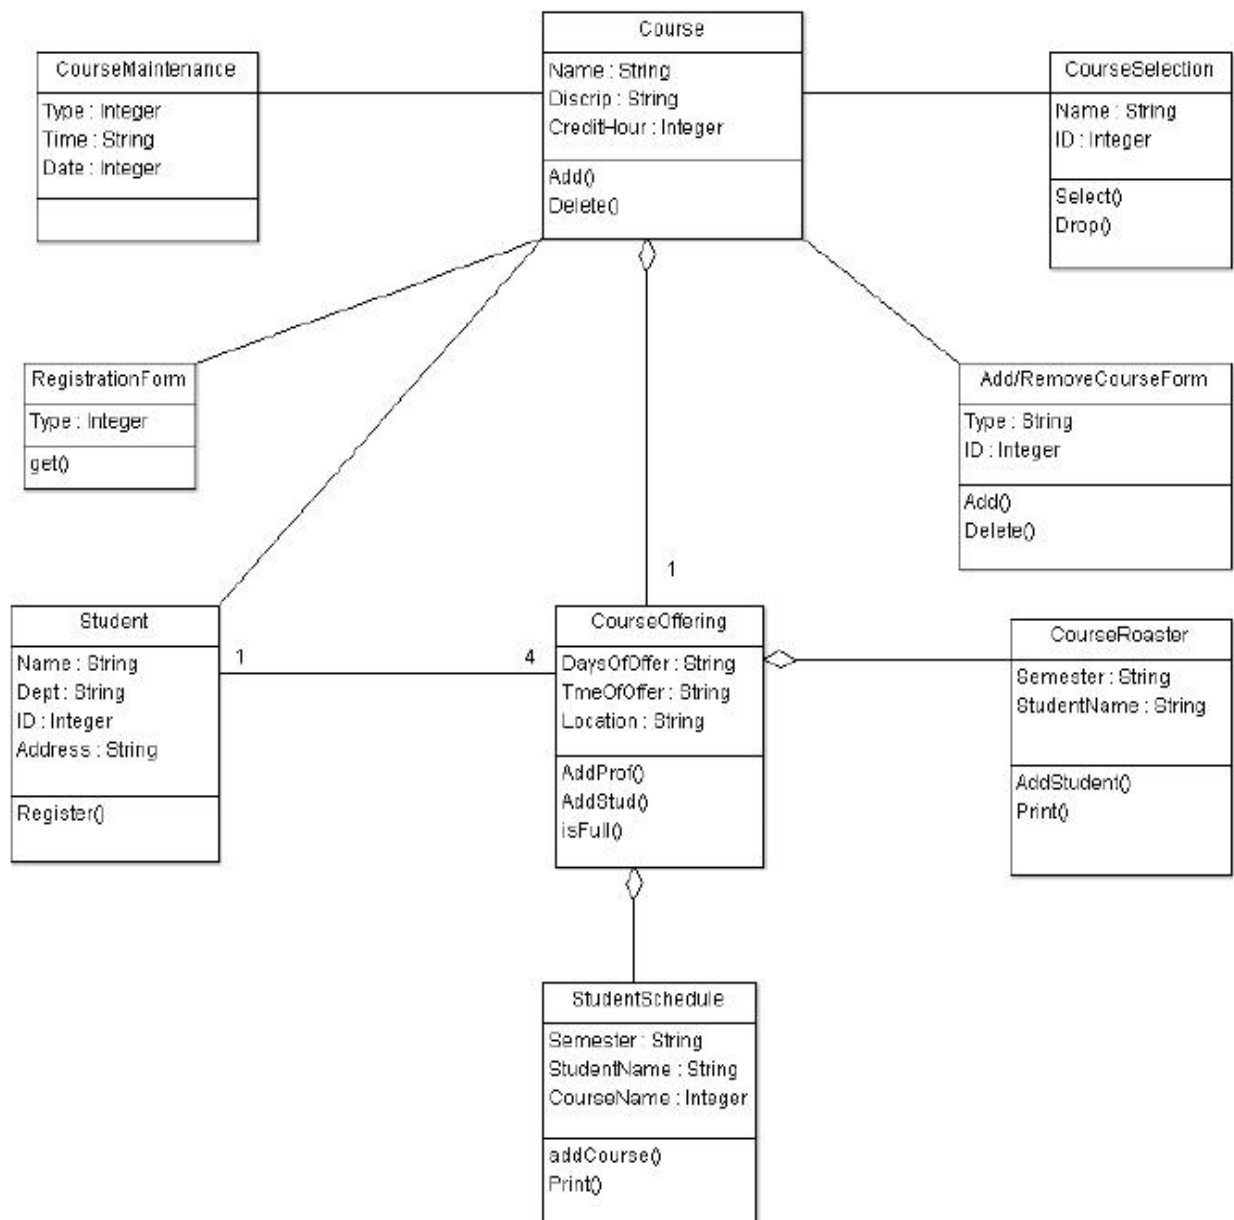 Course
Name : String
Discrip : String
CreditHour : Integer
Add()
Delete()
CourseMaintenance
Type : Integer
Time : String
Date : Integer
CourseSelection
Name : String
ID : Integer
Select()
Drop()
RegistrationForm
Type : Integer
get()
Add/RemoveCourseForm
Type : String
ID : Integer
Add()
Delete()
1
Student
Name : String
Dept : String
ID : Integer
Address : String
Register()
1
4
CourseOffering
DaysOfOffer : String
TmeOfOffer : String
Location : String
AddProf()
AddStud()
isFull()
CourseRoaster
Semester : String
StudentName : String
AddStudent()
Print()
StudentSchedule
Semester : String
StudentName : String
CourseName : Integer
addCourse()
Print()